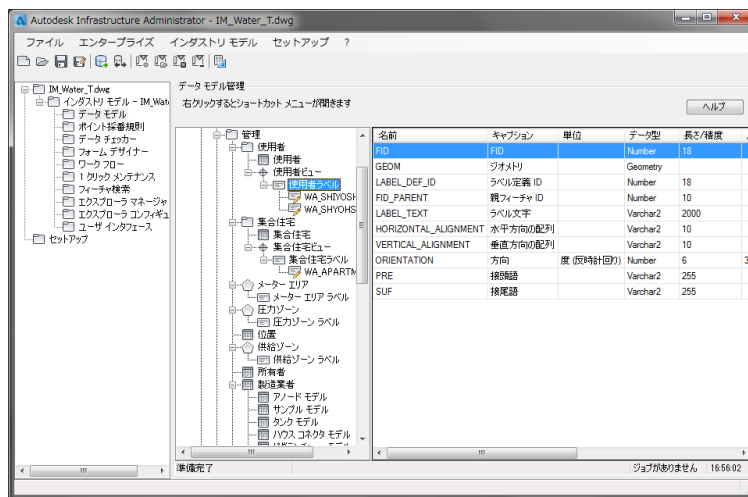 Autodesk Infrastructure Administrator - IM_Water_T.dwg
ファイル エンタープライズ インダストリ モデル セットアップ ?
IM_Water_T.dwg
インダストリ モデル - IM_Wat
データ モデル
ポイント採番規則
データ チェッカー
フォーム デザイナー
ワーク フロー
1 クリック メンテナンス
フィーチャ検索
エクスプローラ マネージャ
エクスプローラ コンフィギュ
ユーザ インタフェース
セットアップ
データ モデル管理
右クリックするとショートカット メニューが開きます
ヘルプ
管理
使用者
使用者
使用者ビュー
使用者ラベル
WA_SHIYOSH
WA_SHYOHS
集合住宅
集合住宅
集合住宅ビュー
集合住宅ラベル
WA_APARTM
メーター エリア
メーター エリア ラベル
圧力ゾーン
圧力ゾーン ラベル
位置
供給ゾーン
供給ゾーン ラベル
所有者
製造業者
アノード モデル
サンプル モデル
タンク モデル
ハウス コネクタ モデル
名前 キャプション 単位 データ型 長さ/精度
FID FID Number 18
GEOM ジオメトリ Geometry
LABEL_DEF_ID ラベル定義 ID Number 18
FID_PARENT 親フィーチャ ID Number 10
LABEL_TEXT ラベル文字 Varchar2 2000
HORIZONTAL_ALIGNMENT 水平方向の配列 Varchar2 10
VERTICAL_ALIGNMENT 垂直方向の配列 Varchar2 10
ORIENTATION 方向 度 (反時計回り) Number 6 3
PRE 接頭語 Varchar2 255
SUF 接尾語 Varchar2 255
準備完了 ジョブがありません 16:56:02